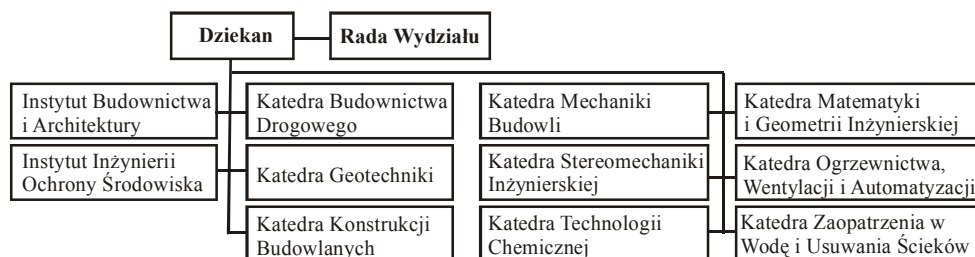 Dziekan
Rada Wydziału
Instytut Budownictwa
i Architektury
Katedra Budownictwa
Drogowego
Katedra Mechaniki
Budowli
Katedra Matematyki
i Geometrii Inżynierskiej
Instytut Inżynierii
Ochrony Środowiska
Katedra Geotechniki
Katedra Stereomechaniki
Inżynierskiej
Katedra Ogrzewnictwa,
Wentylacji i Automatyzacji
Katedra Konstrukcji
Budowlanych
Katedra Technologii
Chemicznej
Katedra Zaopatrzenia w
Wodę i Usuwania Ścieków